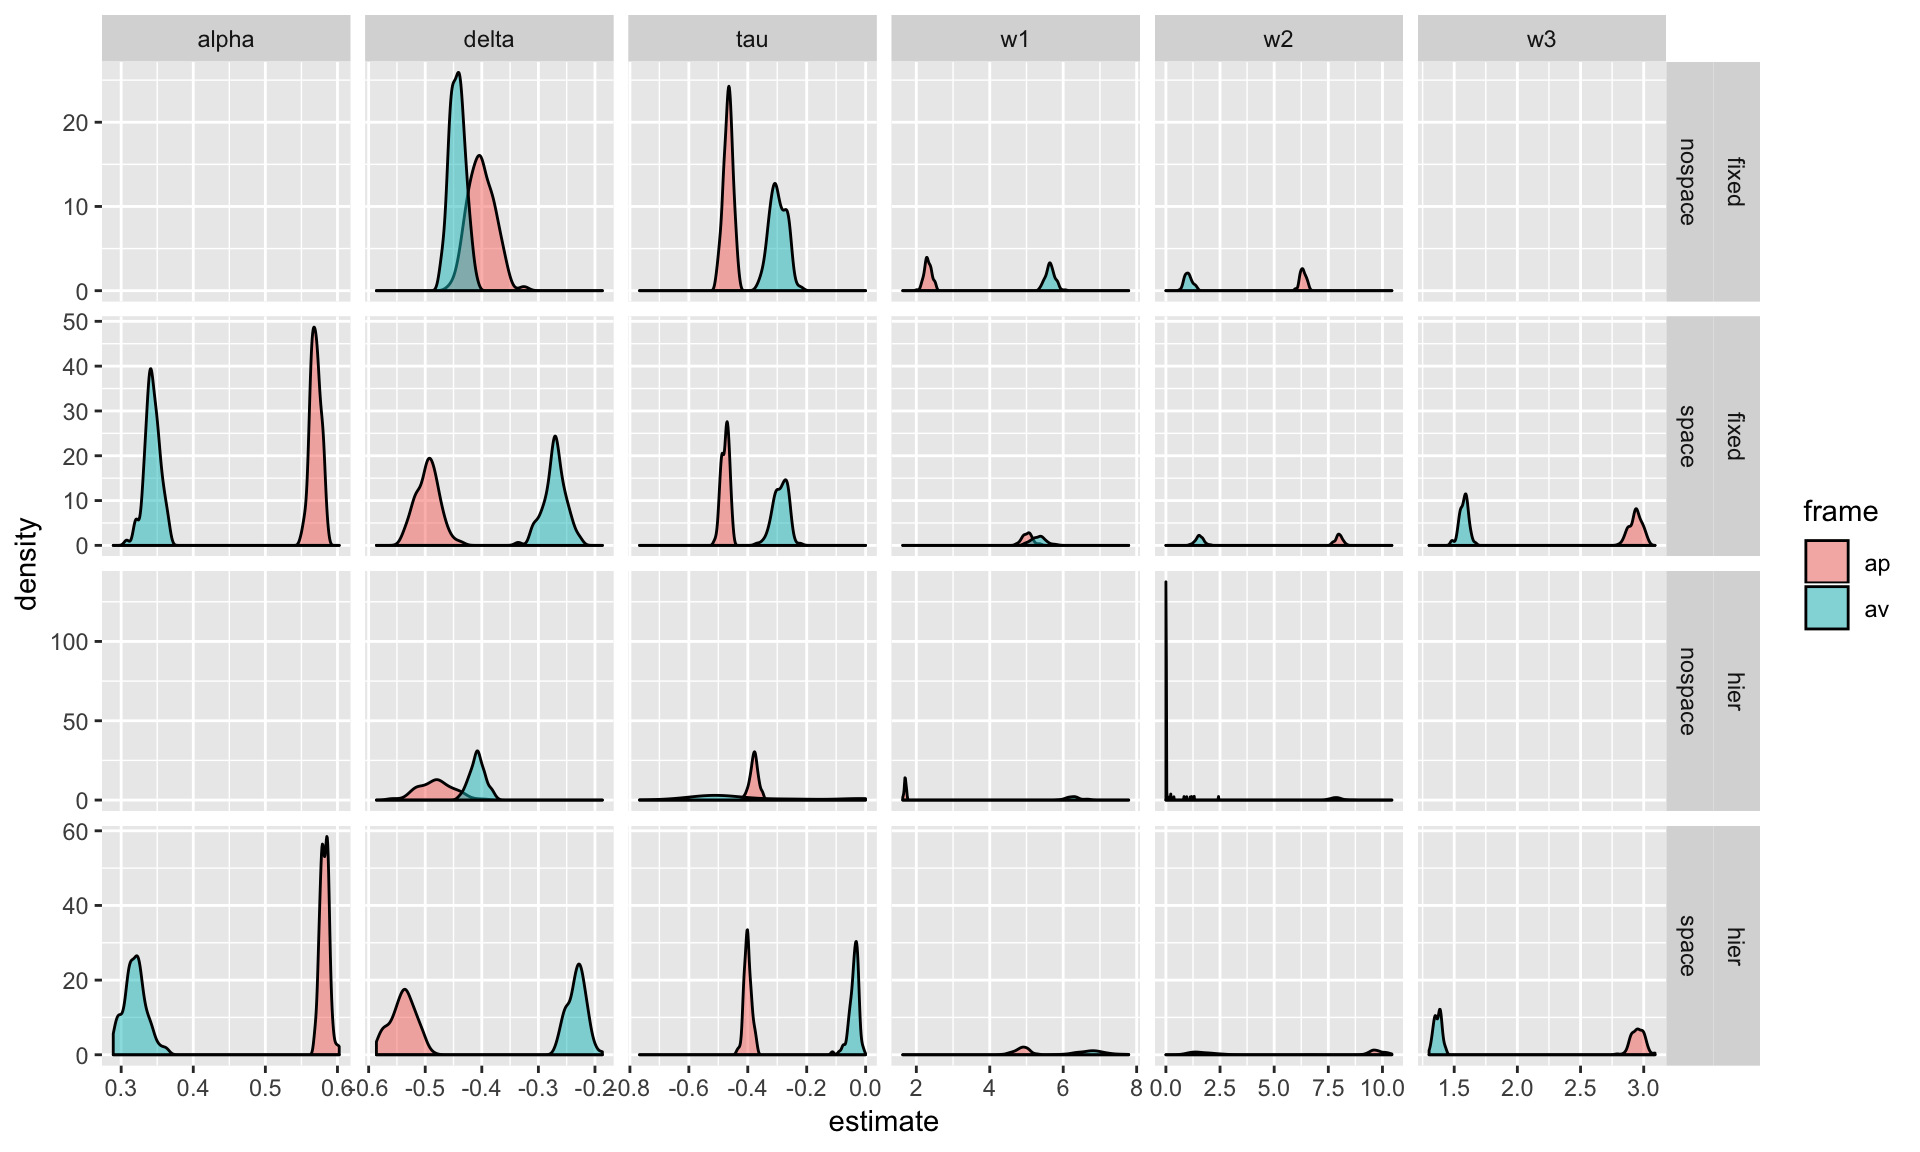 alpha delta tau w1 w2 w3
20
10
0
nospace fixed
50
40
30
20
10
0
space fixed
100
50
0
nospace hier
60
40
20
0
space hier
density
0.3 0.4 0.5 0.6
-0.6 -0.5 -0.4 -0.3 -0.2
-0.8 -0.6 -0.4 -0.2 0.0
2 4 6 8
0.0 2.5 5.0 7.5 10.0
1.5 2.0 2.5 3.0
estimate
frame
ap
av